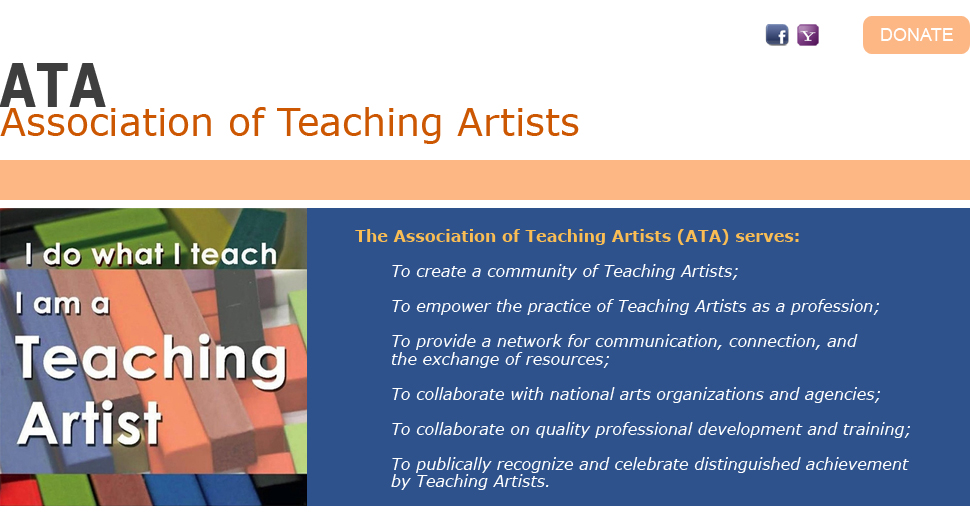 DONATE
ATA
Association of Teaching Artists
I do what I teach
I am a
Teaching
Artist
The Association of Teaching Artists (ATA) serves:
To create a community of Teaching Artists;
To empower the practice of Teaching Artists as a profession;
To provide a network for communication, connection, and
the exchange of resources;
To collaborate with national arts organizations and agencies;
To collaborate on quality professional development and training;
To publically recognize and celebrate distinguished achievement
by Teaching Artists.